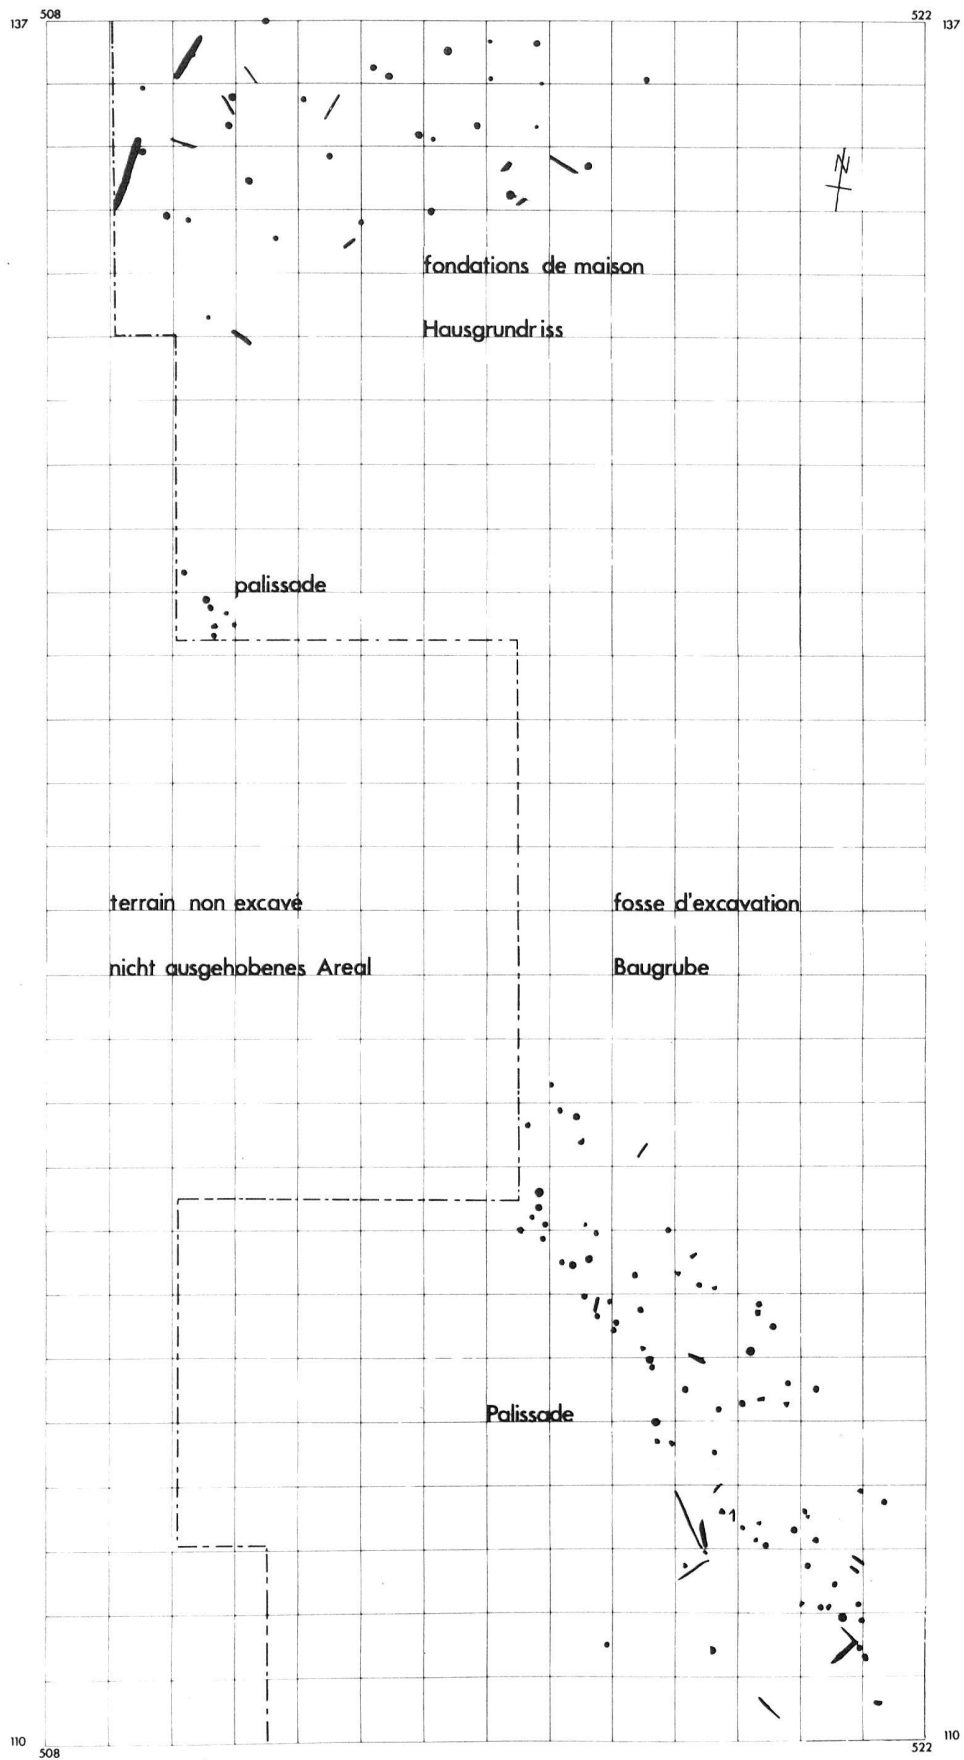 137 508 522 137
N
fondations de maison
Hausgrundriss
palissade
terrain non excavé
fosse d'excavation
nicht ausgehobenes Areal
Baugrube
Palissade
110 508 522 110